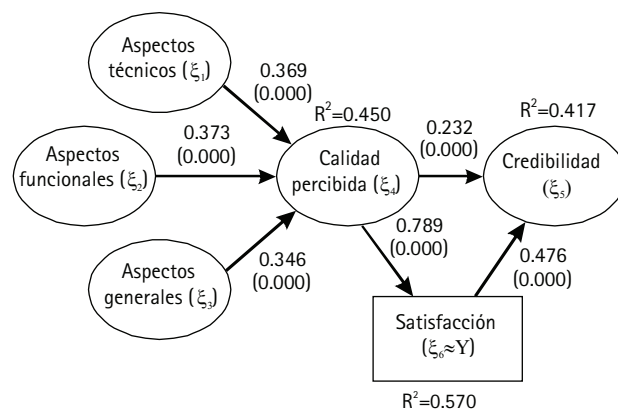 Aspectos
técnicos (ξ₁)
0.369
(0.000)
R²=0.450
R²=0.417
Aspectos
funcionales (ξ₂)
0.373
(0.000)
Calidad
percibida (ξ₄)
0.232
(0.000)
Credibilidad
(ξ₅)
Aspectos
generales (ξ₃)
0.346
(0.000)
0.789
(0.000)
0.476
(0.000)
Satisfacción
(ξ₆≈Y)
R²=0.570